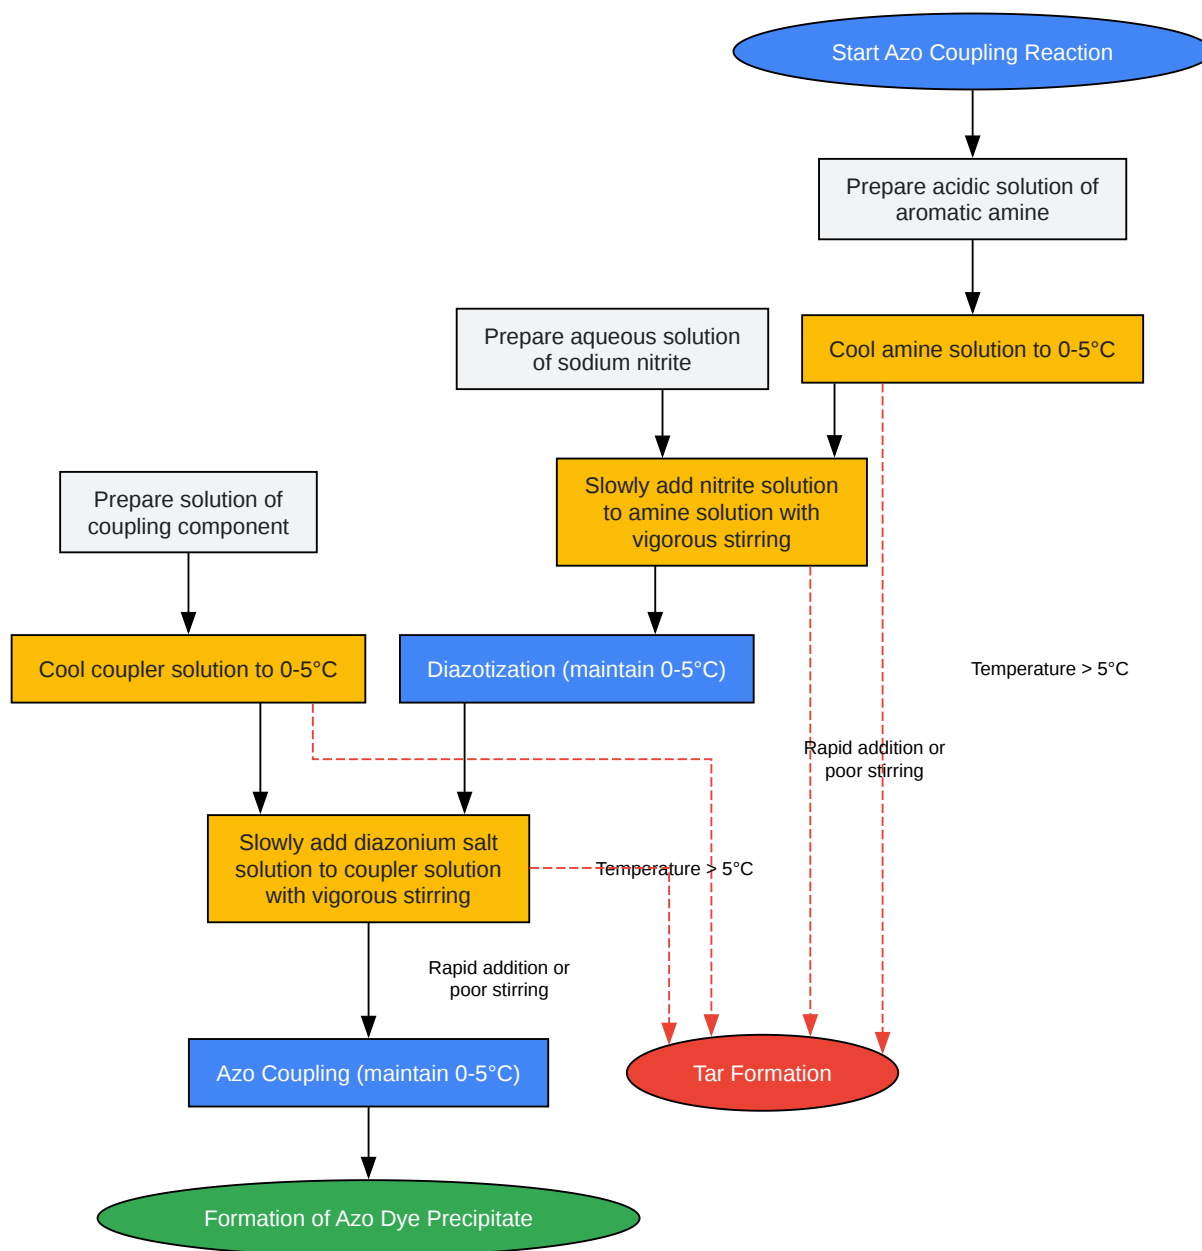 Start Azo Coupling Reaction
Prepare acidic solution of
aromatic amine
Prepare aqueous solution
of sodium nitrite
Cool amine solution to 0-5°C
Slowly add nitrite solution
to amine solution with
vigorous stirring
Prepare solution of
coupling component
Cool coupler solution to 0-5°C
Diazotization (maintain 0-5°C)
Temperature > 5°C
Rapid addition or
poor stirring
Slowly add diazonium salt
solution to coupler solution
with vigorous stirring
Temperature > 5°C
Rapid addition or
poor stirring
Azo Coupling (maintain 0-5°C)
Tar Formation
Formation of Azo Dye Precipitate